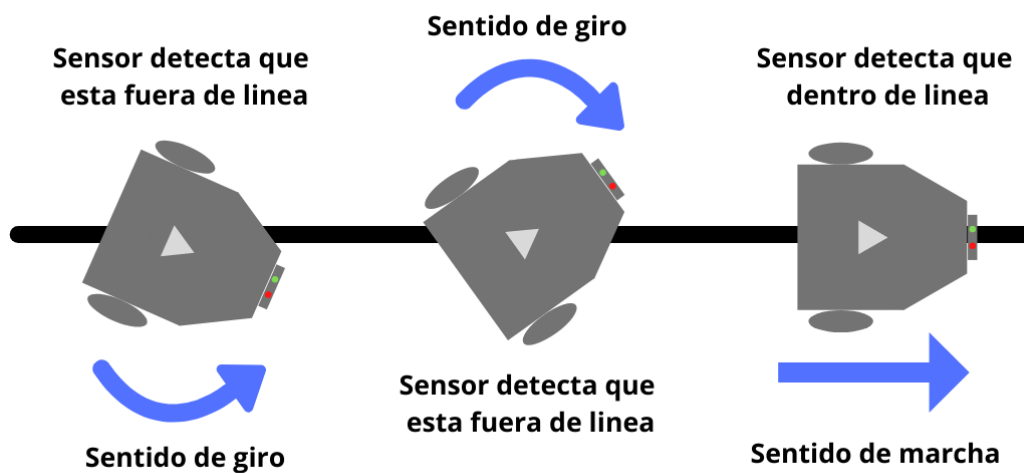 Sensor detecta que
esta fuera de linea
Sentido de giro
Sentido de giro
Sensor detecta que
esta fuera de linea
Sensor detecta que
dentro de linea
Sentido de marcha